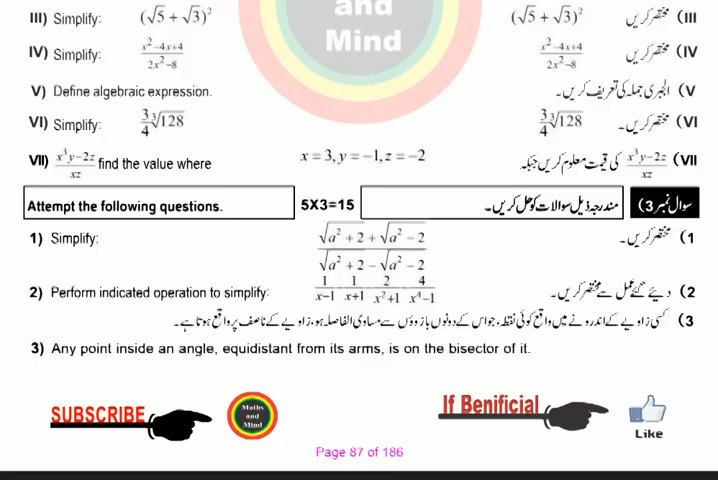 and
Mind
III) Simplify: (√5 + √3)² (√5 + √3)² مختصر کریں (III
IV) Simplify: x²-4x+4 / 2x²-8 x²-4x+4 / 2x²-8 مختصر کریں (IV
V) Define algebraic expression. الجبری جملہ کی تعریف کریں۔ (V
VI) Simplify: 3/4 ∛128 3/4 ∛128 مختصر کریں۔ (VI
VII) x³y-2z / xz find the value where x = 3, y = -1, z = -2 x³y-2z / xz کی قیمت معلوم کریں جبکہ (VII
Attempt the following questions. 5X3=15 مندرجہ ذیل سوالات کو حل کریں۔ سوال نمبر 3)
1) Simplify: √a² + 2 + √a² - 2 / √a² + 2 - √a² - 2 مختصر کریں۔ (1
2) Perform indicated operation to simplify: 1/x-1 1/x+1 2/x²+1 4/x⁴-1 دیئے گئے عمل سے مختصر کریں۔ (2
3) کسی زاویے کے اندرونے میں واقع کوئی نقطہ، جو اس کے دونوں بازوؤں سے مساوی الفاصلہ ہو، زاویے کے ناصف پر واقع ہوتا ہے۔
3) Any point inside an angle, equidistant from its arms, is on the bisector of it.
SUBSCRIBE
Maths
and
Mind
If Benificial
Like
Page 87 of 186